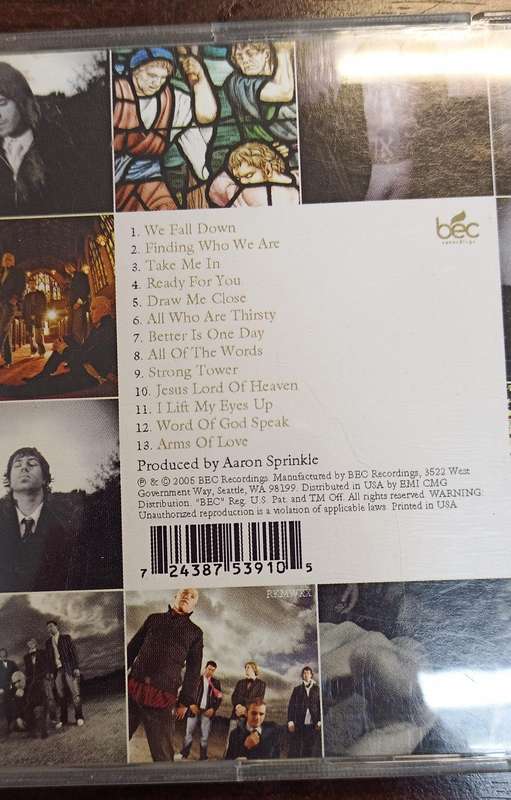 bec
recordings
1. We Fall Down
2. Finding Who We Are
3. Take Me In
4. Ready For You
5. Draw Me Close
6. All Who Are Thirsty
7. Better Is One Day
8. All Of The Words
9. Strong Tower
10. Jesus Lord Of Heaven
11. I Lift My Eyes Up
12. Word Of God Speak
13. Arms Of Love
Produced by Aaron Sprinkle
℗ & © 2005 BEC Recordings. Manufactured by BEC Recordings, 3522 West
Government Way, Seattle, WA 98199. Distributed in USA by EMI CMG
Distribution. "BEC" Reg. U.S. Pat. and TM Off. All rights reserved. WARNING:
Unauthorized reproduction is a violation of applicable laws. Printed in USA
7 24387 53910 5